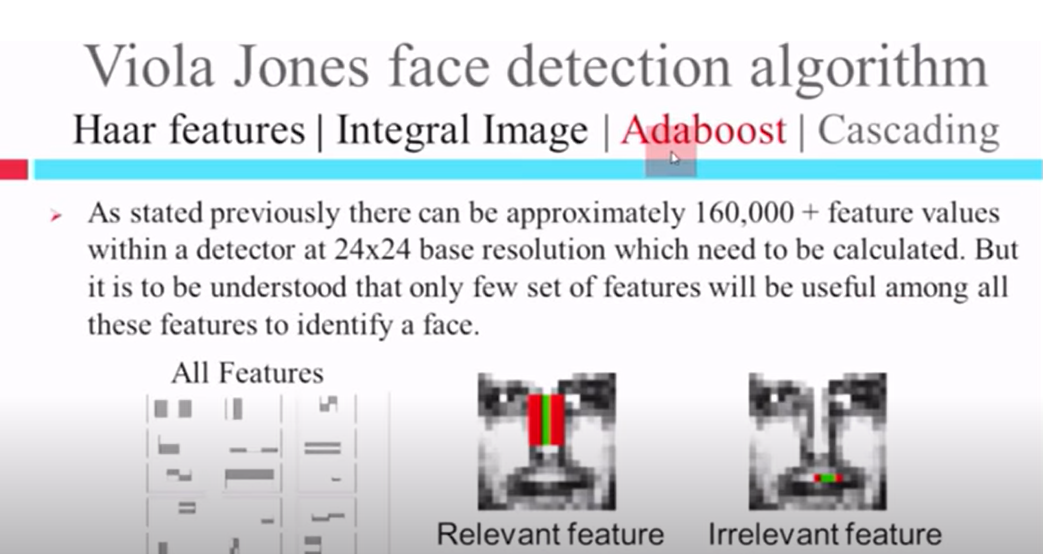 Viola Jones face detection algorithm
Haar features | Integral Image | Adaboost | Cascading
As stated previously there can be approximately 160,000 + feature values
within a detector at 24x24 base resolution which need to be calculated. But
it is to be understood that only few set of features will be useful among all
these features to identify a face.
All Features
Relevant feature
Irrelevant feature